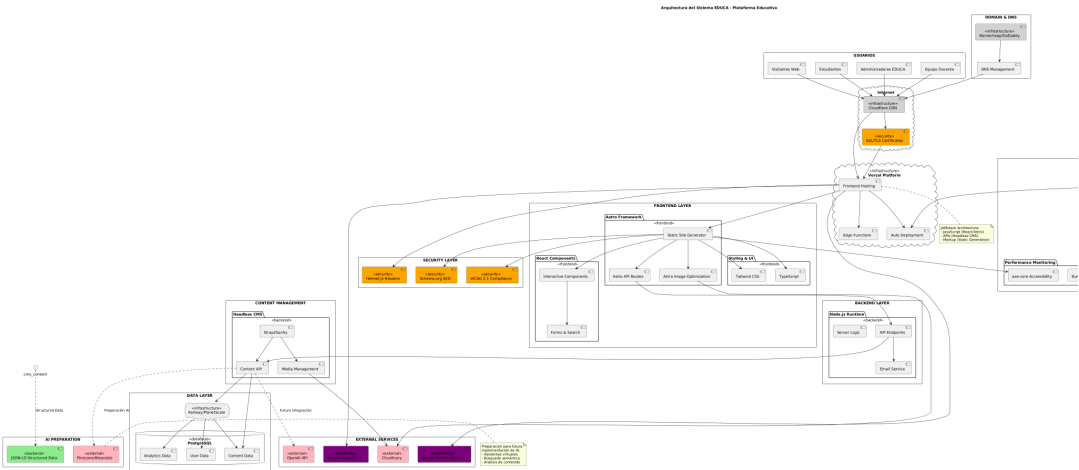 Arquitectura del Sistema EDUCA - Plataforma Educativa
DOMAIN & DNS
«infrastructure»
Namecheap/GoDaddy
DNS Management
USUARIOS
Visitantes Web
Estudiantes
Administradores EDUCA
Equipo Docente
Internet
«infrastructure»
Cloudflare CDN
«security»
SSL/TLS Certificates
«infrastructure»
Vercel Platform
Frontend Hosting
Edge Functions
Auto Deployment
JAMstack Architecture:
- JavaScript (React/Astro)
- APIs (Headless CMS)
- Markup (Static Generation)
FRONTEND LAYER
Astro Framework
«frontend»
Static Site Generator
Astro API Routes
Astro Image Optimization
React Components
«frontend»
Interactive Components
Forms & Search
Styling & UI
«frontend»
Tailwind CSS
TypeScript
SECURITY LAYER
«security»
Helmet.js Headers
«security»
Schema.org SEO
«security»
WCAG 2.1 Compliance
Performance Monitoring
axe-core Accessibility
CONTENT MANAGEMENT
Headless CMS
«backend»
Strapi/Sanity
Content API
Media Management
BACKEND LAYER
Node.js Runtime
«backend»
Server Logic
API Endpoints
Email Service
cms_content
Structured Data
Preparación AI
Future integración
DATA LAYER
«infrastructure»
Railway/PlanetScale
«database»
PostgreSQL
Analytics Data
User Data
Content Data
AI PREPARATION
«backend»
JSON-LD Structured Data
«external»
Pinecone/Weaviate
EXTERNAL SERVICES
«external»
OpenAI API
«external»
Cloudinary
Preparación para futura
implementación de IA:
- Asistentes virtuales
- Búsqueda semántica
- Análisis de contenido